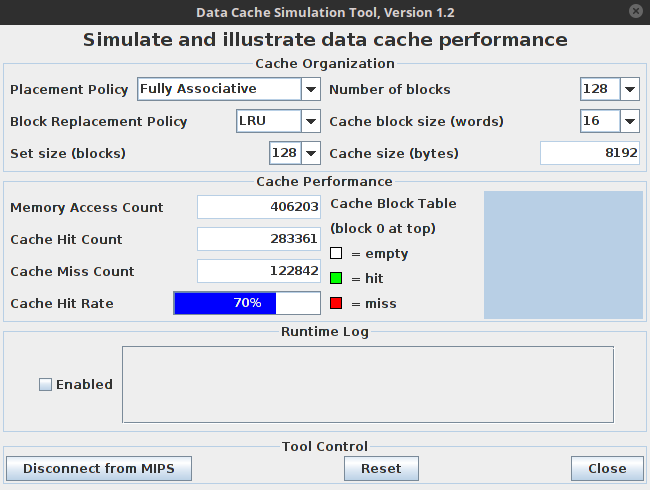 Data Cache Simulation Tool, Version 1.2
Simulate and illustrate data cache performance
Cache Organization
Placement Policy Fully Associative Number of blocks 128
Block Replacement Policy LRU Cache block size (words) 16
Set size (blocks) 128 Cache size (bytes) 8192
Cache Performance
Memory Access Count 406203 Cache Block Table
(block 0 at top)
Cache Hit Count 283361
= empty
Cache Miss Count 122842
= hit
Cache Hit Rate 70% = miss
Runtime Log
Enabled
Tool Control
Disconnect from MIPS Reset Close